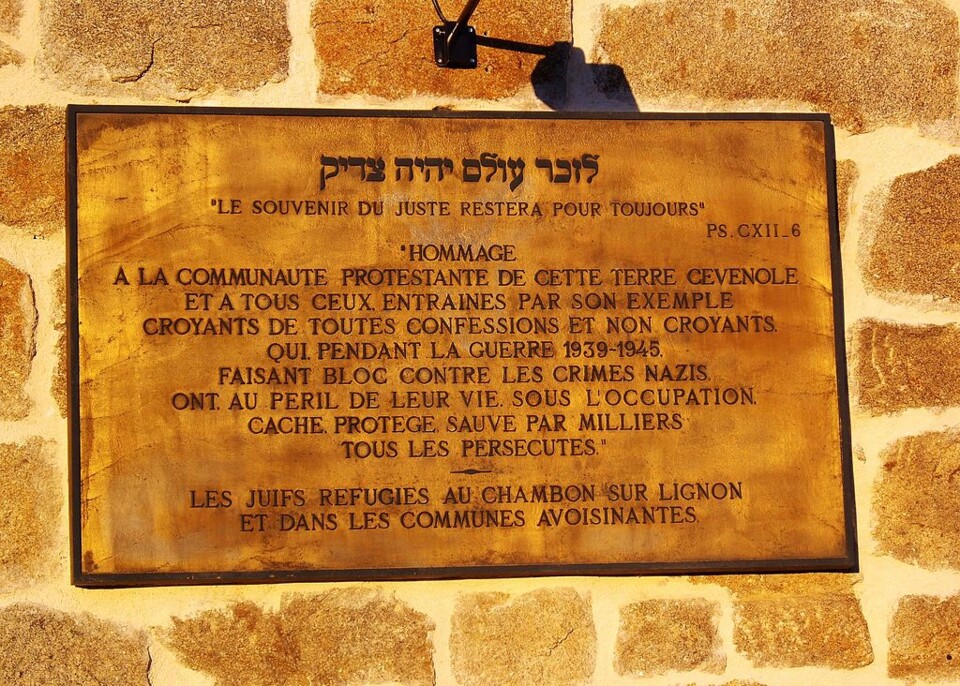 לזכר עולם יהיה צדיק
"LE SOUVENIR DU JUSTE RESTERA POUR TOUJOURS"
PS. CXII_6
"HOMMAGE
A LA COMMUNAUTE PROTESTANTE DE CETTE TERRE CEVENOLE
ET A TOUS CEUX, ENTRAINES PAR SON EXEMPLE
CROYANTS DE TOUTES CONFESSIONS ET NON CROYANTS,
QUI, PENDANT LA GUERRE 1939-1945,
FAISANT BLOC CONTRE LES CRIMES NAZIS,
ONT, AU PERIL DE LEUR VIE, SOUS L'OCCUPATION,
CACHE, PROTEGE, SAUVE PAR MILLIERS
TOUS LES PERSECUTES."
LES JUIFS REFUGIES AU CHAMBON SUR LIGNON
ET DANS LES COMMUNES AVOISINANTES.